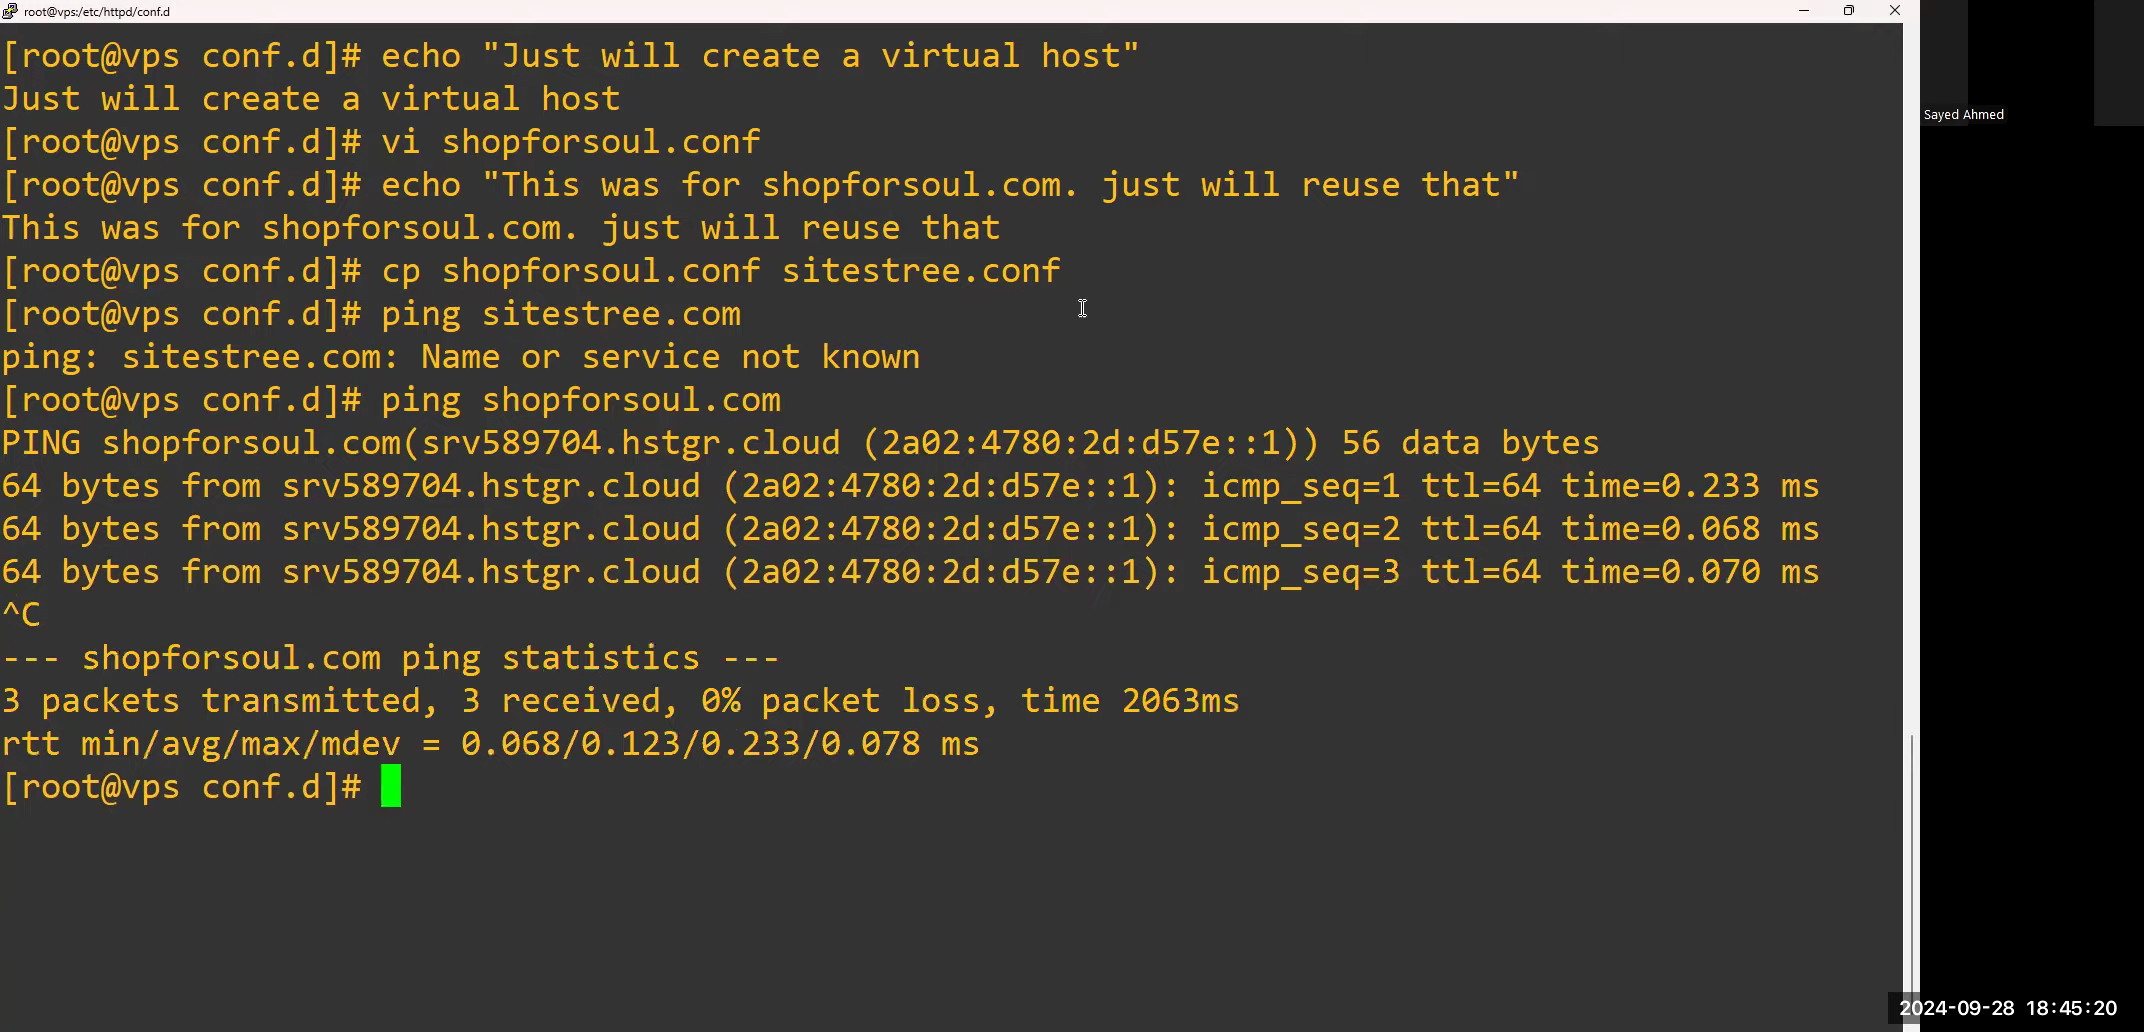 root@vps:/etc/httpd/conf.d
[root@vps conf.d]# echo "Just will create a virtual host"
Just will create a virtual host
[root@vps conf.d]# vi shopforsoul.conf
[root@vps conf.d]# echo "This was for shopforsoul.com. just will reuse that"
This was for shopforsoul.com. just will reuse that
[root@vps conf.d]# cp shopforsoul.conf sitestree.conf
[root@vps conf.d]# ping sitestree.com
ping: sitestree.com: Name or service not known
[root@vps conf.d]# ping shopforsoul.com
PING shopforsoul.com(srv589704.hstgr.cloud (2a02:4780:2d:d57e::1)) 56 data bytes
64 bytes from srv589704.hstgr.cloud (2a02:4780:2d:d57e::1): icmp_seq=1 ttl=64 time=0.233 ms
64 bytes from srv589704.hstgr.cloud (2a02:4780:2d:d57e::1): icmp_seq=2 ttl=64 time=0.068 ms
64 bytes from srv589704.hstgr.cloud (2a02:4780:2d:d57e::1): icmp_seq=3 ttl=64 time=0.070 ms
^C
--- shopforsoul.com ping statistics ---
3 packets transmitted, 3 received, 0% packet loss, time 2063ms
rtt min/avg/max/mdev = 0.068/0.123/0.233/0.078 ms
[root@vps conf.d]#
Sayed Ahmed
2024-09-28 18:45:20